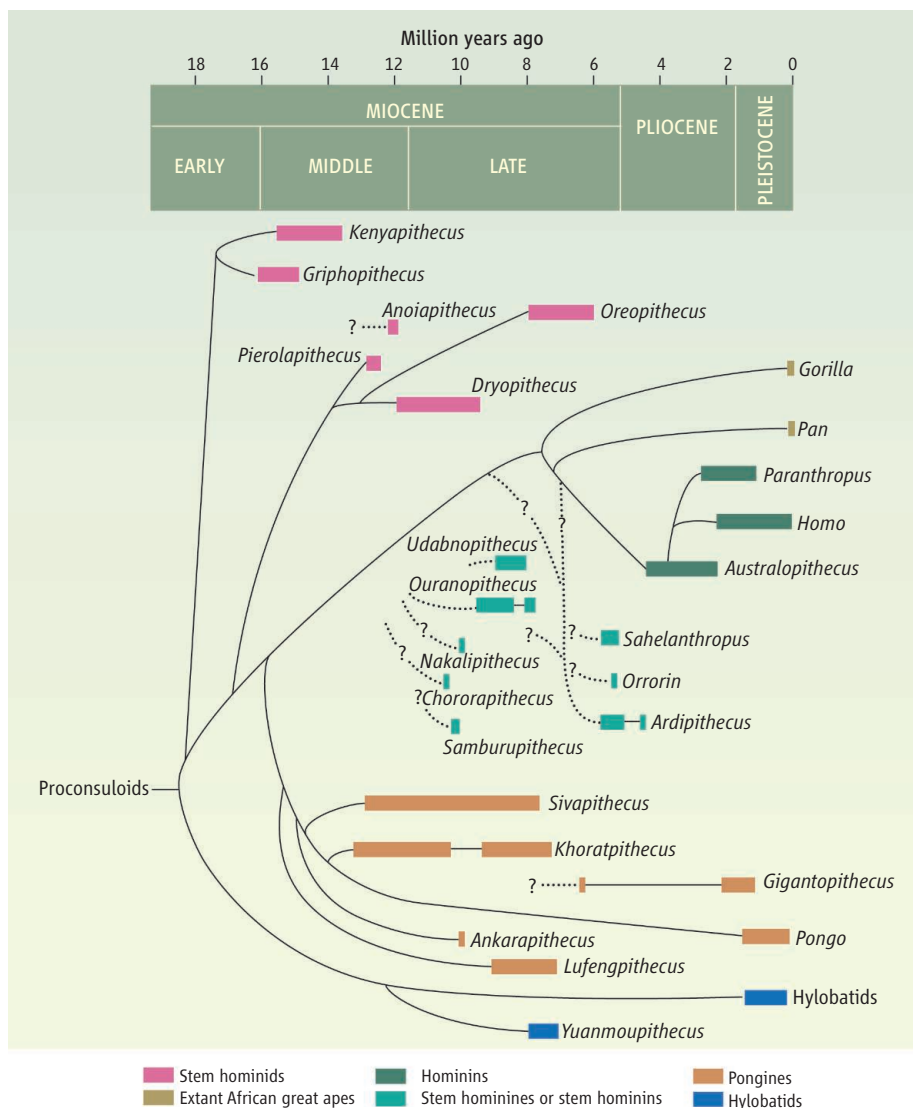 Million years ago
18 16 14 12 10 8 6 4 2 0
MIOCENE
PLIOCENE
PLEISTOCENE
EARLY
MIDDLE
LATE
Kenyapithecus
Griphopithecus
Anoiapithecus
?
Oreopithecus
Pierolapithecus
Dryopithecus
Gorilla
Pan
Paranthropus
?
?
Homo
Udabnopithecus
Australopithecus
Ouranopithecus
?
?
?
Sahelanthropus
?
Nakalipithecus
?
Orrorin
?Chororapithecus
Ardipithecus
Samburupithecus
Proconsuloids
Sivapithecus
Khoratpithecus
?
Gigantopithecus
Ankarapithecus
Pongo
Lufengpithecus
Hylobatids
Yuanmoupithecus
Stem hominids
Hominins
Pongines
Extant African great apes
Stem hominines or stem hominins
Hylobatids